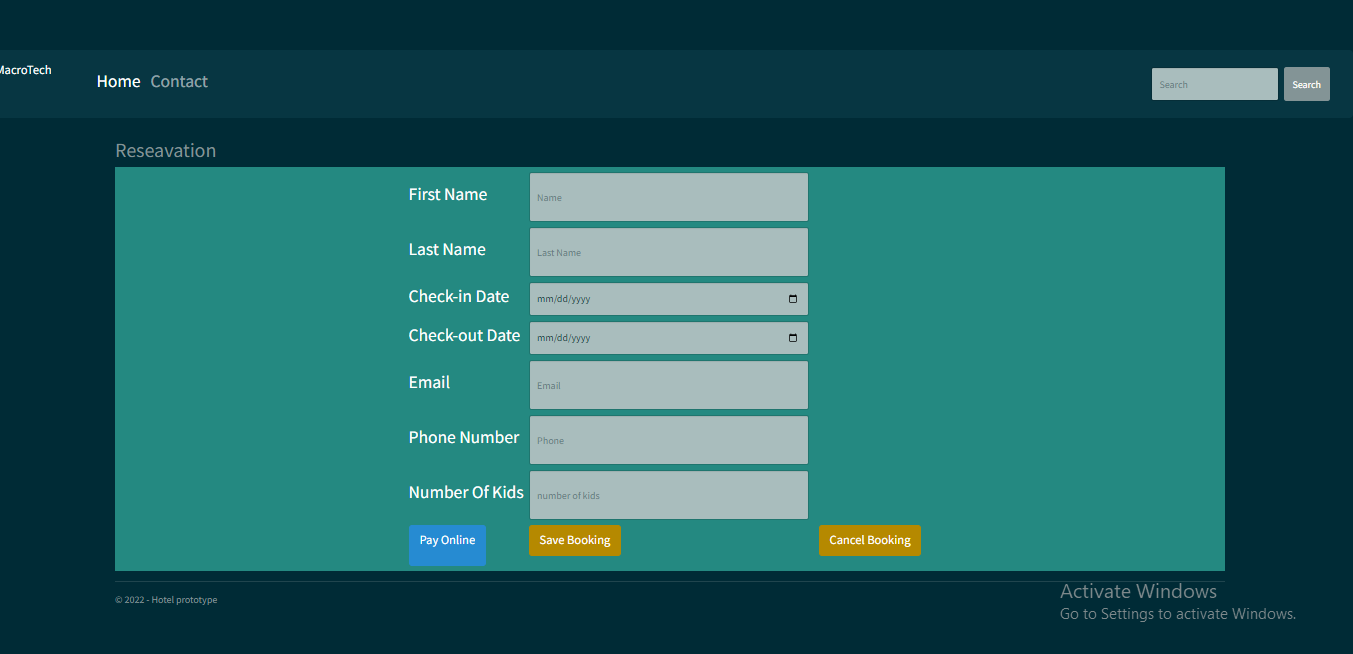 MacroTech
Home Contact
Search Search
Reseavation
First Name Name
Last Name Last Name
Check-in Date mm/dd/yyyy
Check-out Date mm/dd/yyyy
Email Email
Phone Number Phone
Number Of Kids number of kids
Pay Online Save Booking Cancel Booking
Activate Windows
© 2022 - Hotel prototype
Go to Settings to activate Windows.